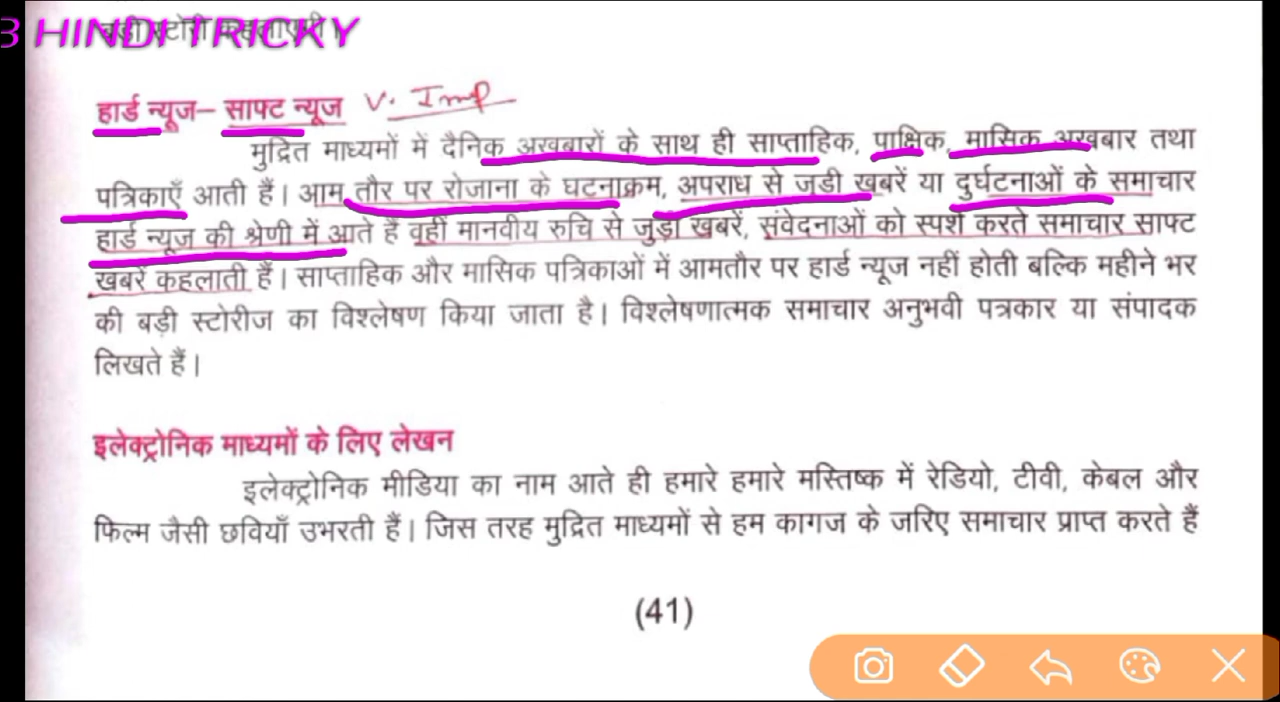 3 HINDI TRICKY
बड़ी स्टोरी कहलाएगी।
हार्ड न्यूज– साफ्ट न्यूज V. Imp
मुद्रित माध्यमों में दैनिक अखबारों के साथ ही साप्ताहिक, पाक्षिक, मासिक अखबार तथा
पत्रिकाएँ आती हैं। आम तौर पर रोजाना के घटनाक्रम, अपराध से जुडी खबरें या दुर्घटनाओं के समाचार
हार्ड न्यूज की श्रेणी में आते हैं वहीं मानवीय रुचि से जुड़ी खबरें, संवेदनाओं को स्पर्श करते समाचार साफ्ट
खबरें कहलाती हैं। साप्ताहिक और मासिक पत्रिकाओं में आमतौर पर हार्ड न्यूज नहीं होती बल्कि महीने भर
की बड़ी स्टोरीज का विश्लेषण किया जाता है। विश्लेषणात्मक समाचार अनुभवी पत्रकार या संपादक
लिखते हैं।
इलेक्ट्रोनिक माध्यमों के लिए लेखन
इलेक्ट्रोनिक मीडिया का नाम आते ही हमारे हमारे मस्तिष्क में रेडियो, टीवी, केबल और
फिल्म जैसी छवियाँ उभरती हैं। जिस तरह मुद्रित माध्यमों से हम कागज के जरिए समाचार प्राप्त करते हैं
(41)